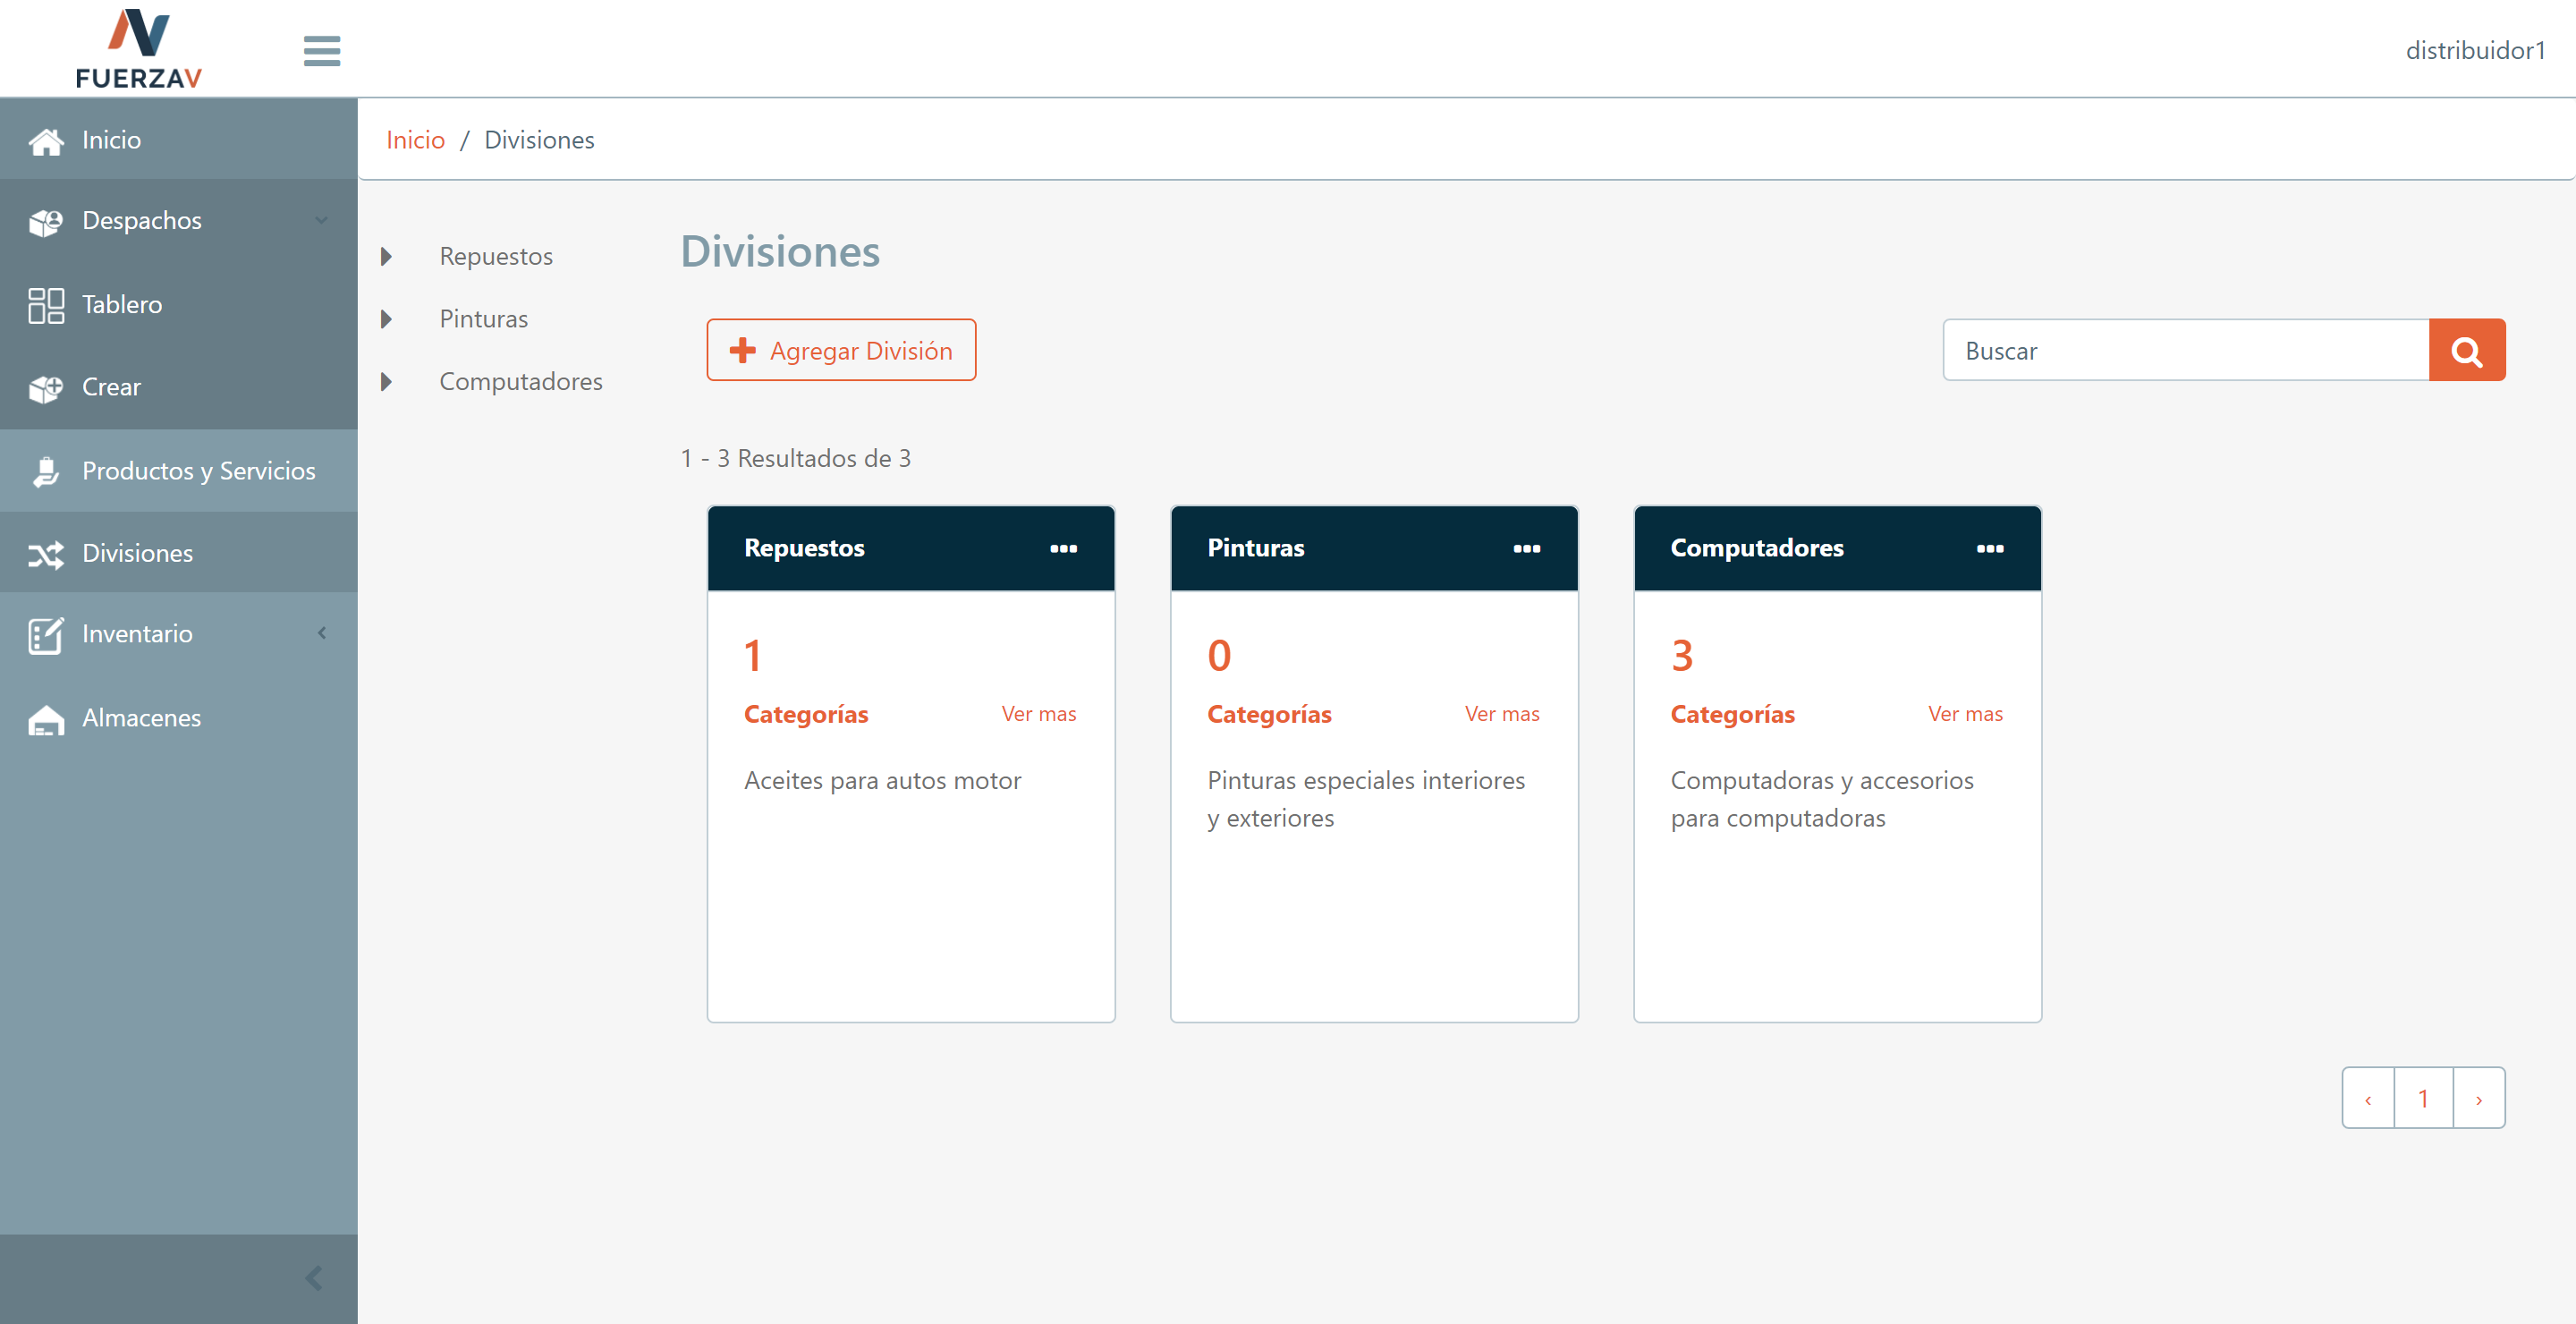 FUERZAV
distribuidor1
Inicio
Despachos
Tablero
Crear
Productos y Servicios
Divisiones
Inventario
Almacenes
Inicio / Divisiones
Repuestos
Pinturas
Computadores
Divisiones
Agregar División
Buscar
1 - 3 Resultados de 3
Repuestos
1
Categorías Ver mas
Aceites para autos motor
Pinturas
0
Categorías Ver mas
Pinturas especiales interiores
y exteriores
Computadores
3
Categorías Ver mas
Computadoras y accesorios
para computadoras
‹ 1 ›